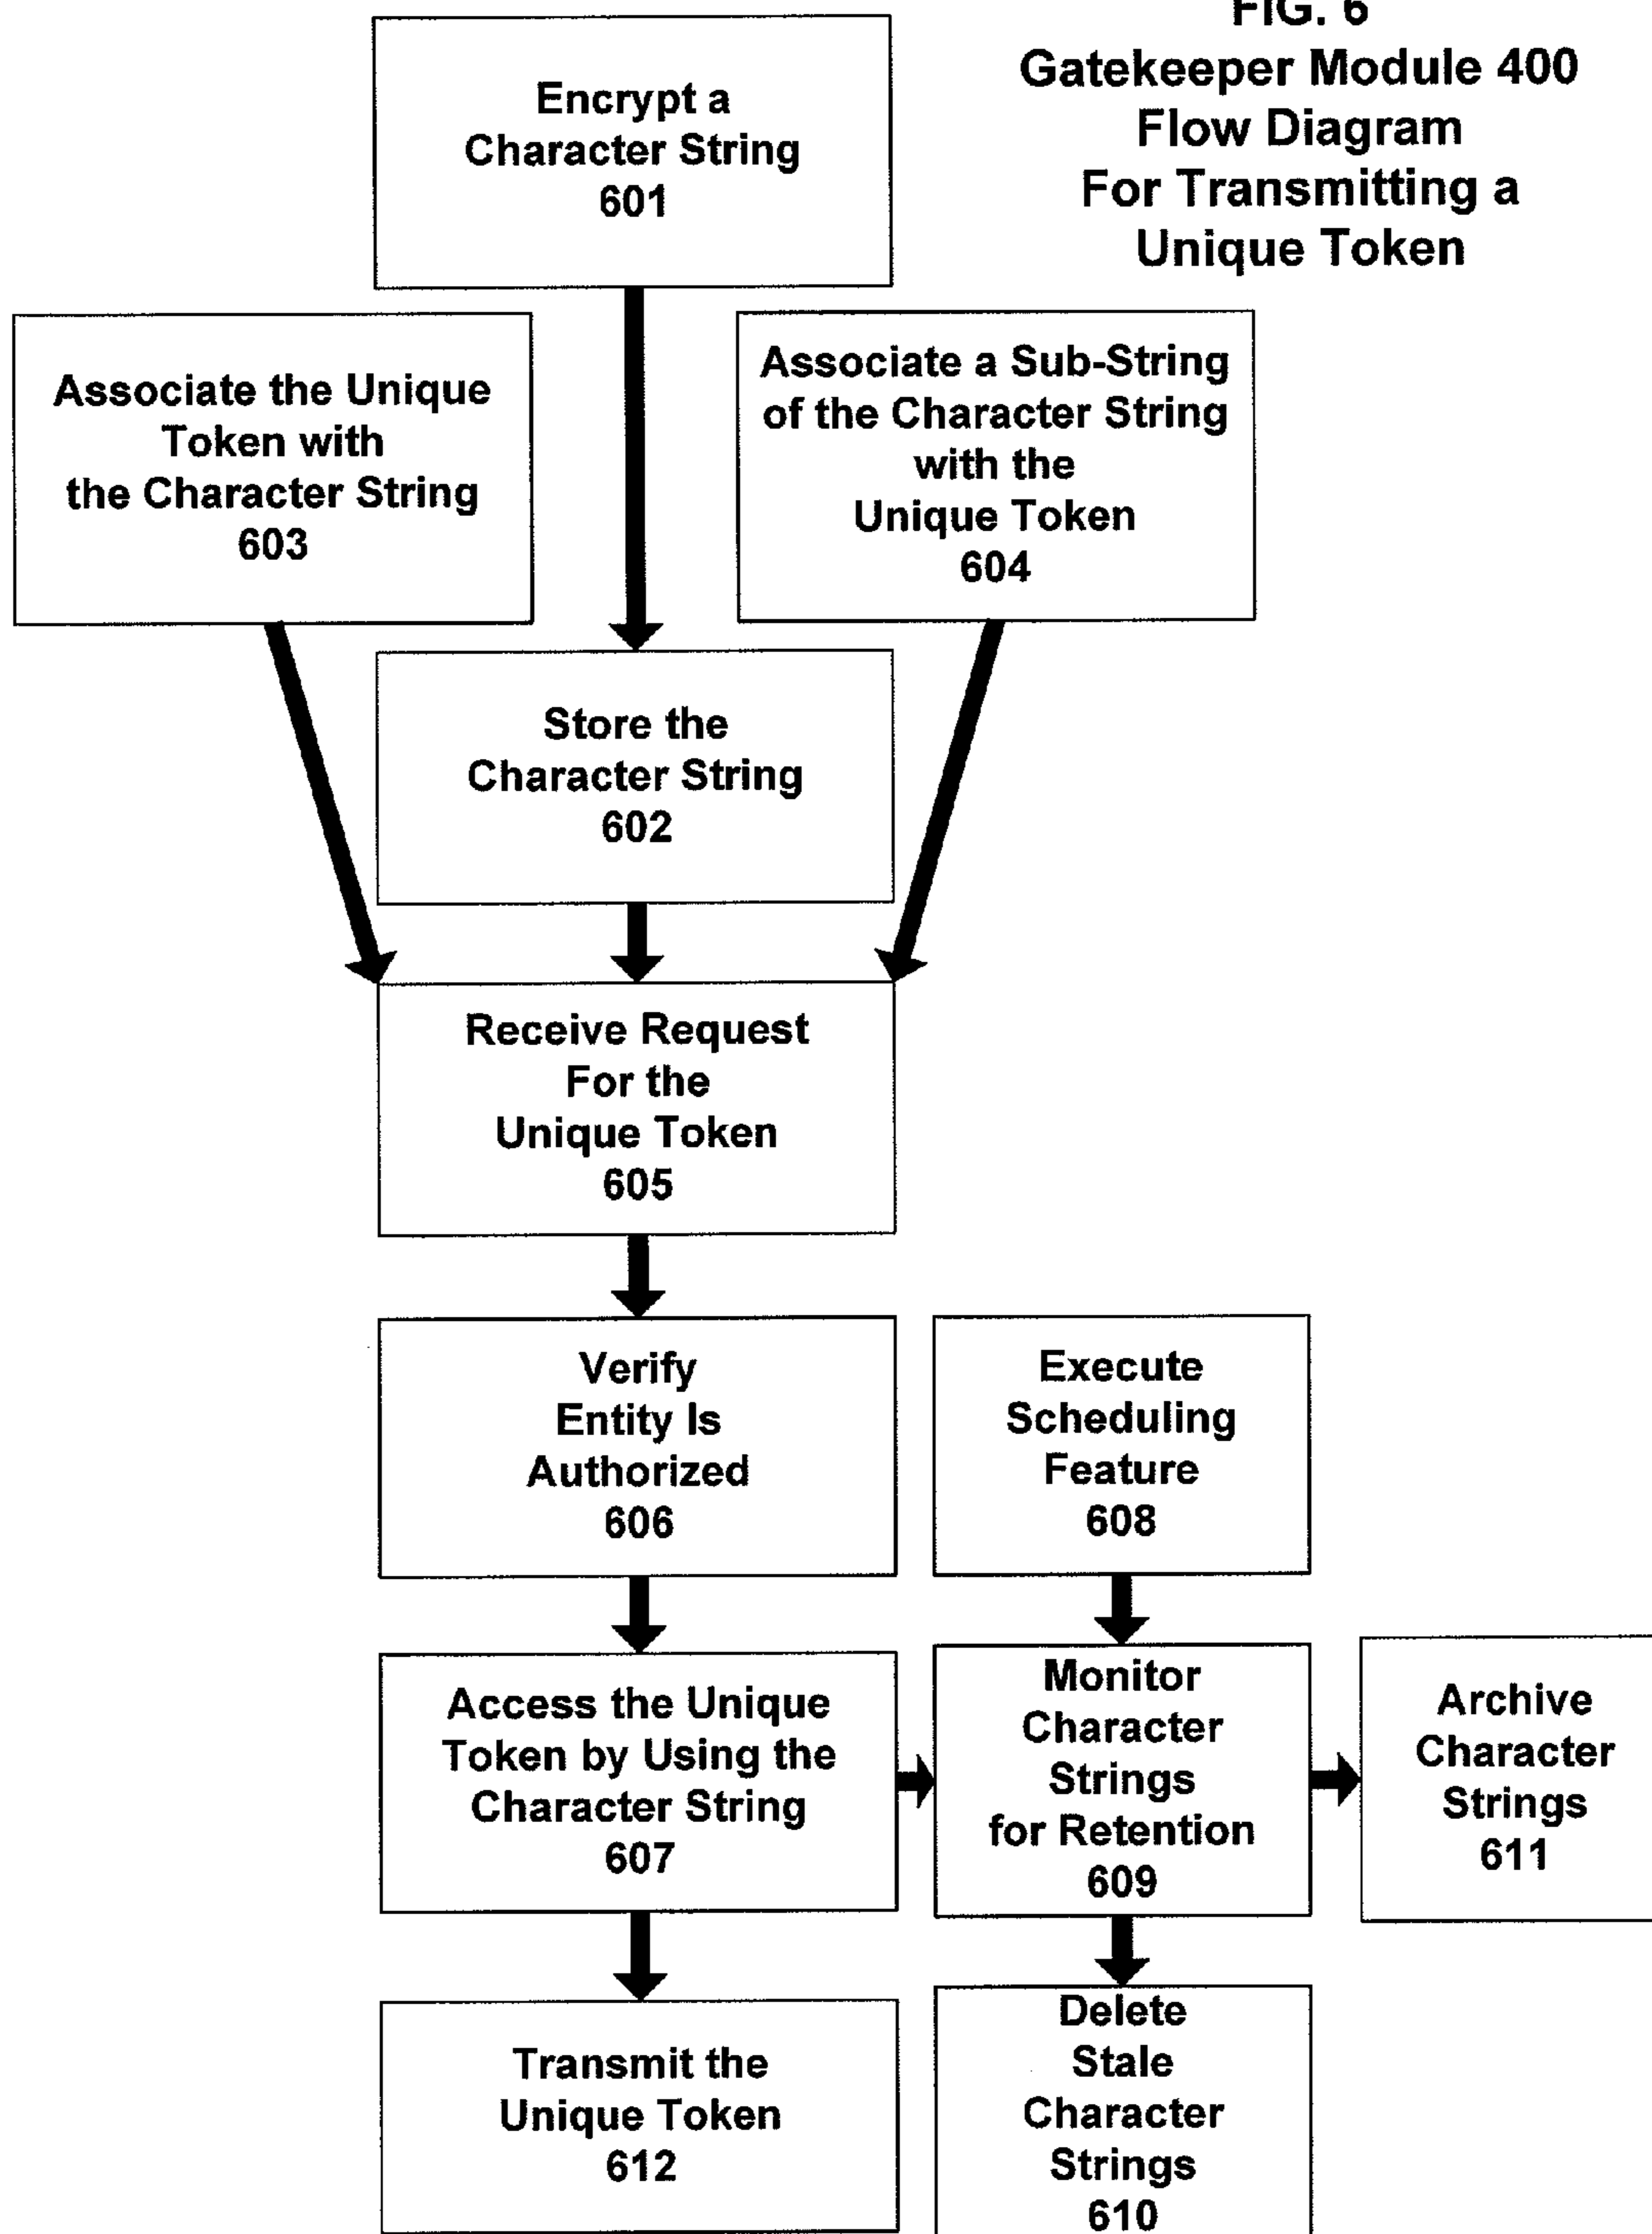 FIG. 6
Gatekeeper Module 400
Flow Diagram
For Transmitting a
Unique Token
Encrypt a
Character String
601
Associate the Unique
Token with
the Character String
603
Associate a Sub-String
of the Character String
with the
Unique Token
604
Store the
Character String
602
Receive Request
For the
Unique Token
605
Verify
Entity Is
Authorized
606
Execute
Scheduling
Feature
608
Access the Unique
Token by Using the
Character String
607
Monitor
Character
Strings
for Retention
609
Archive
Character
Strings
611
Transmit the
Unique Token
612
Delete
Stale
Character
Strings
610